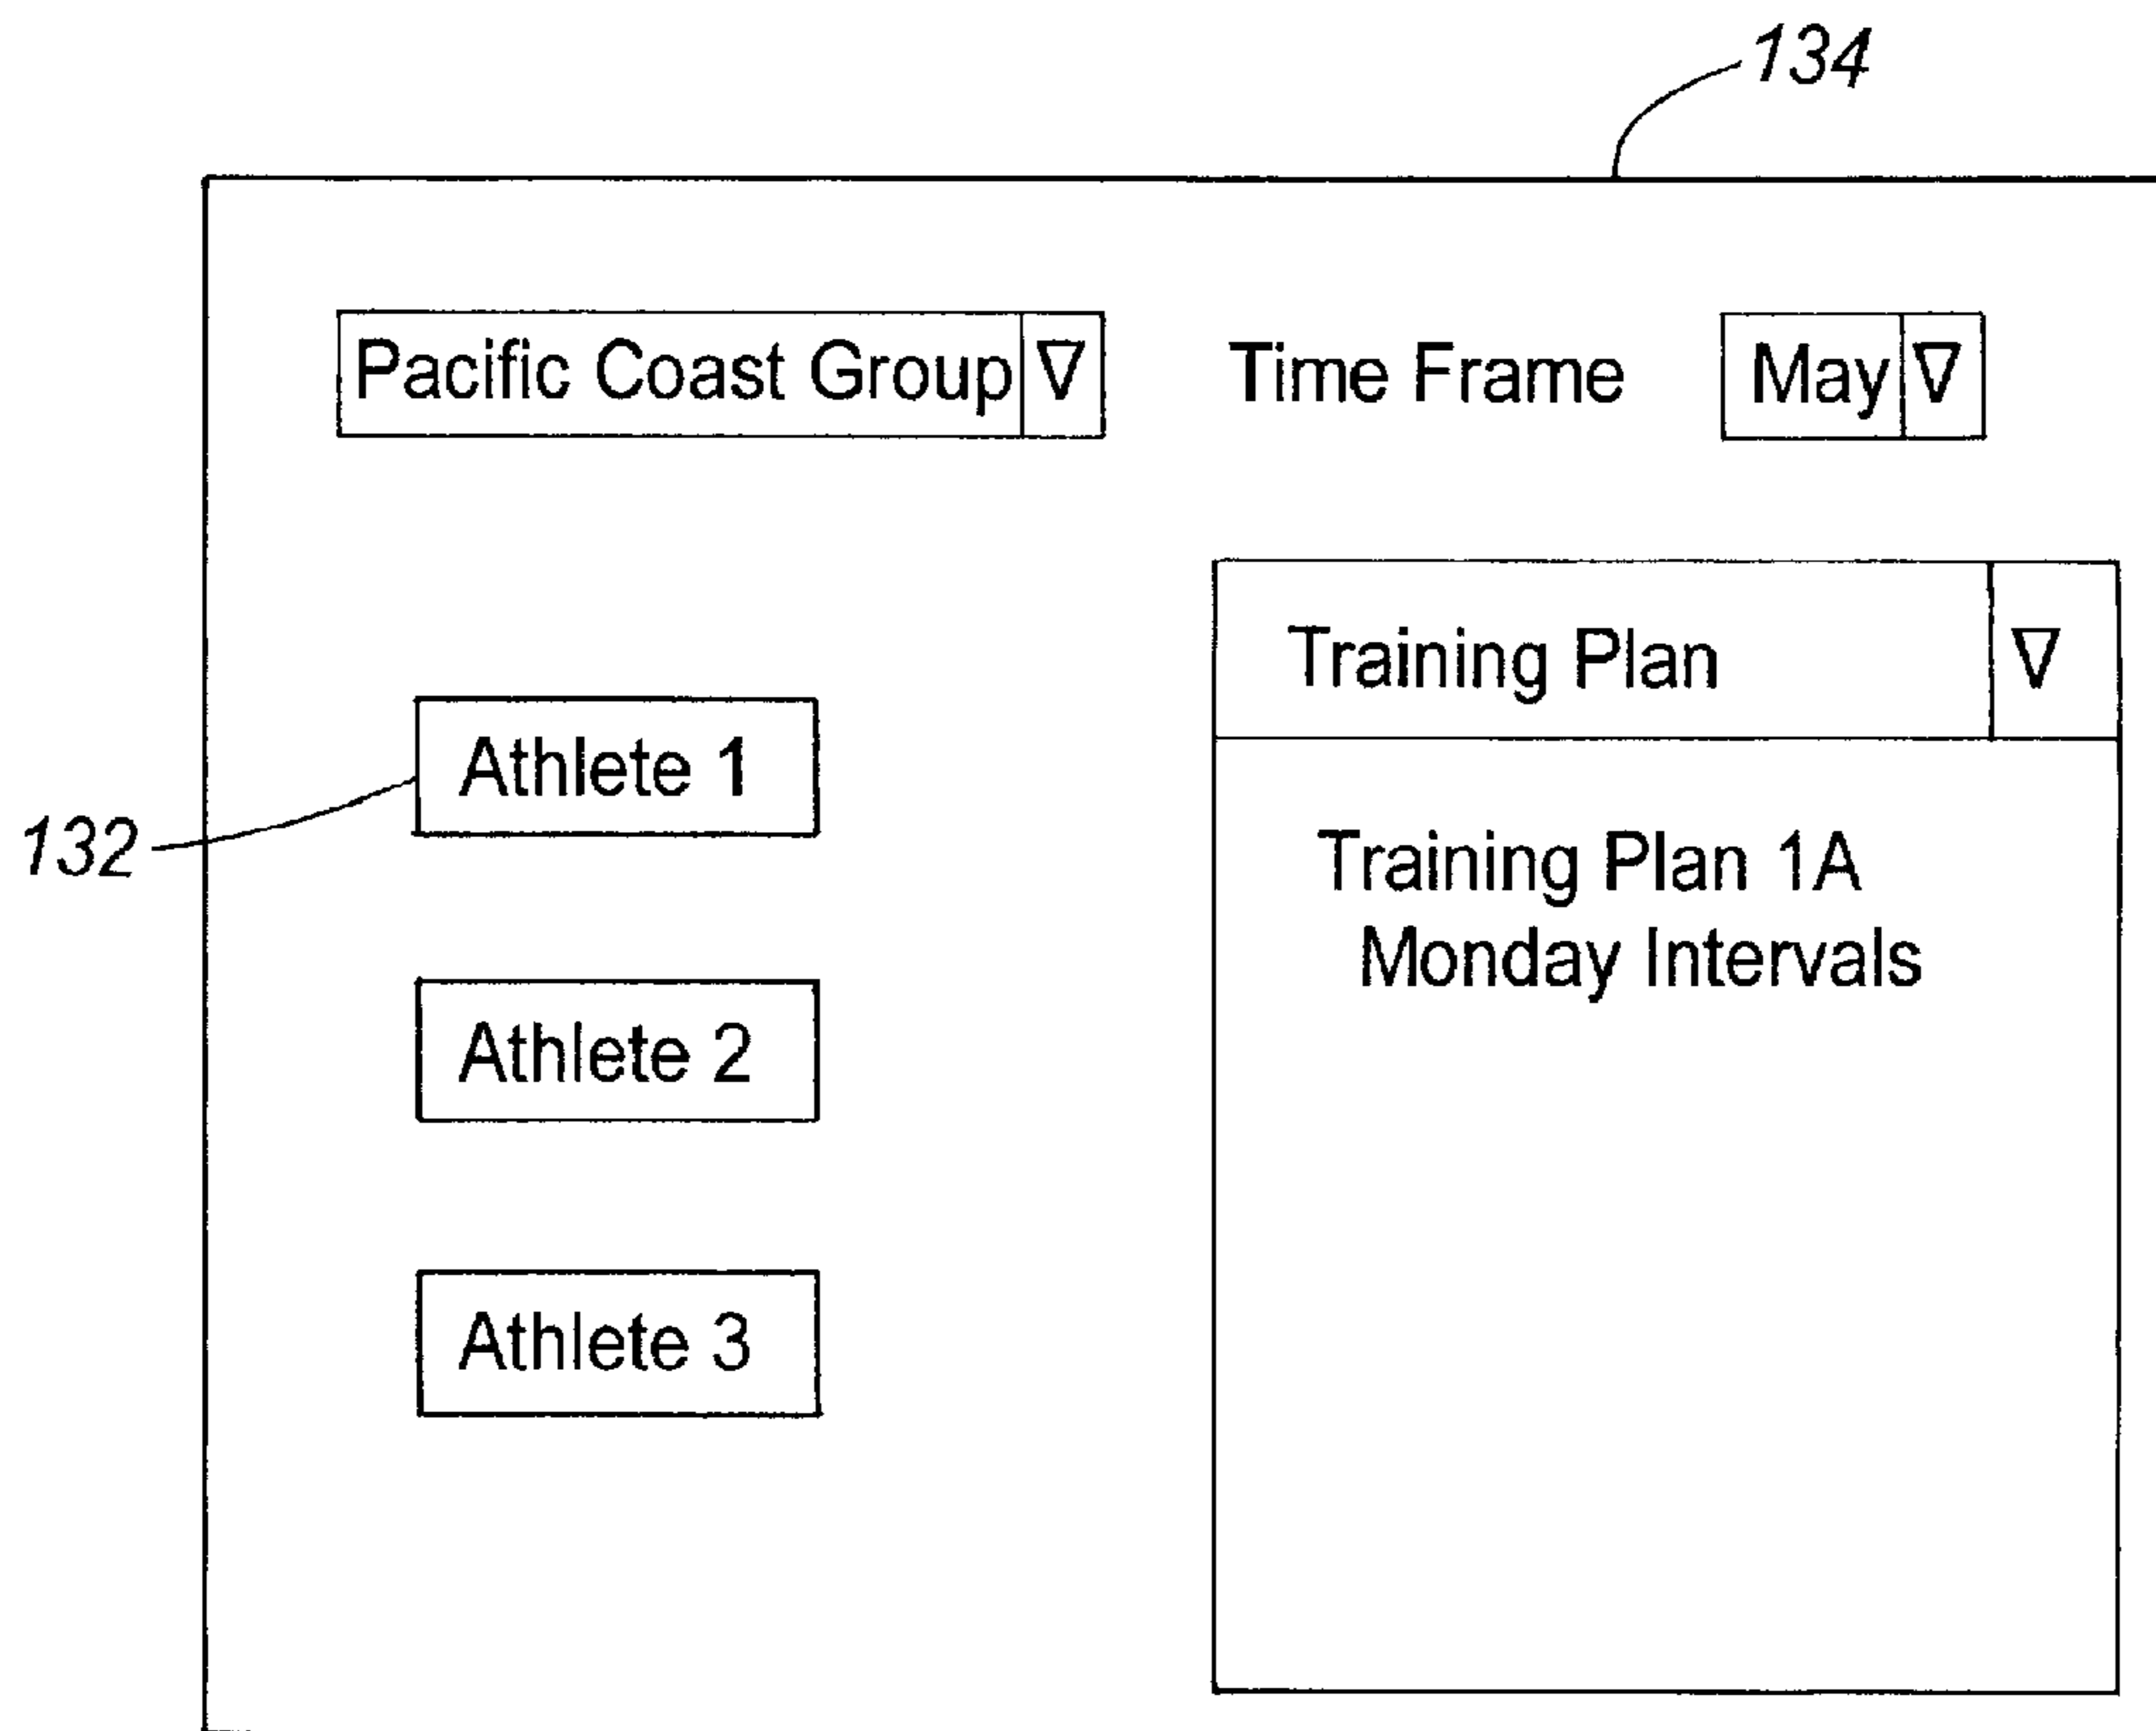 134
Pacific Coast Group
Time Frame
May
Training Plan
Athlete 1
132
Training Plan 1A
Monday Intervals
Athlete 2
Athlete 3